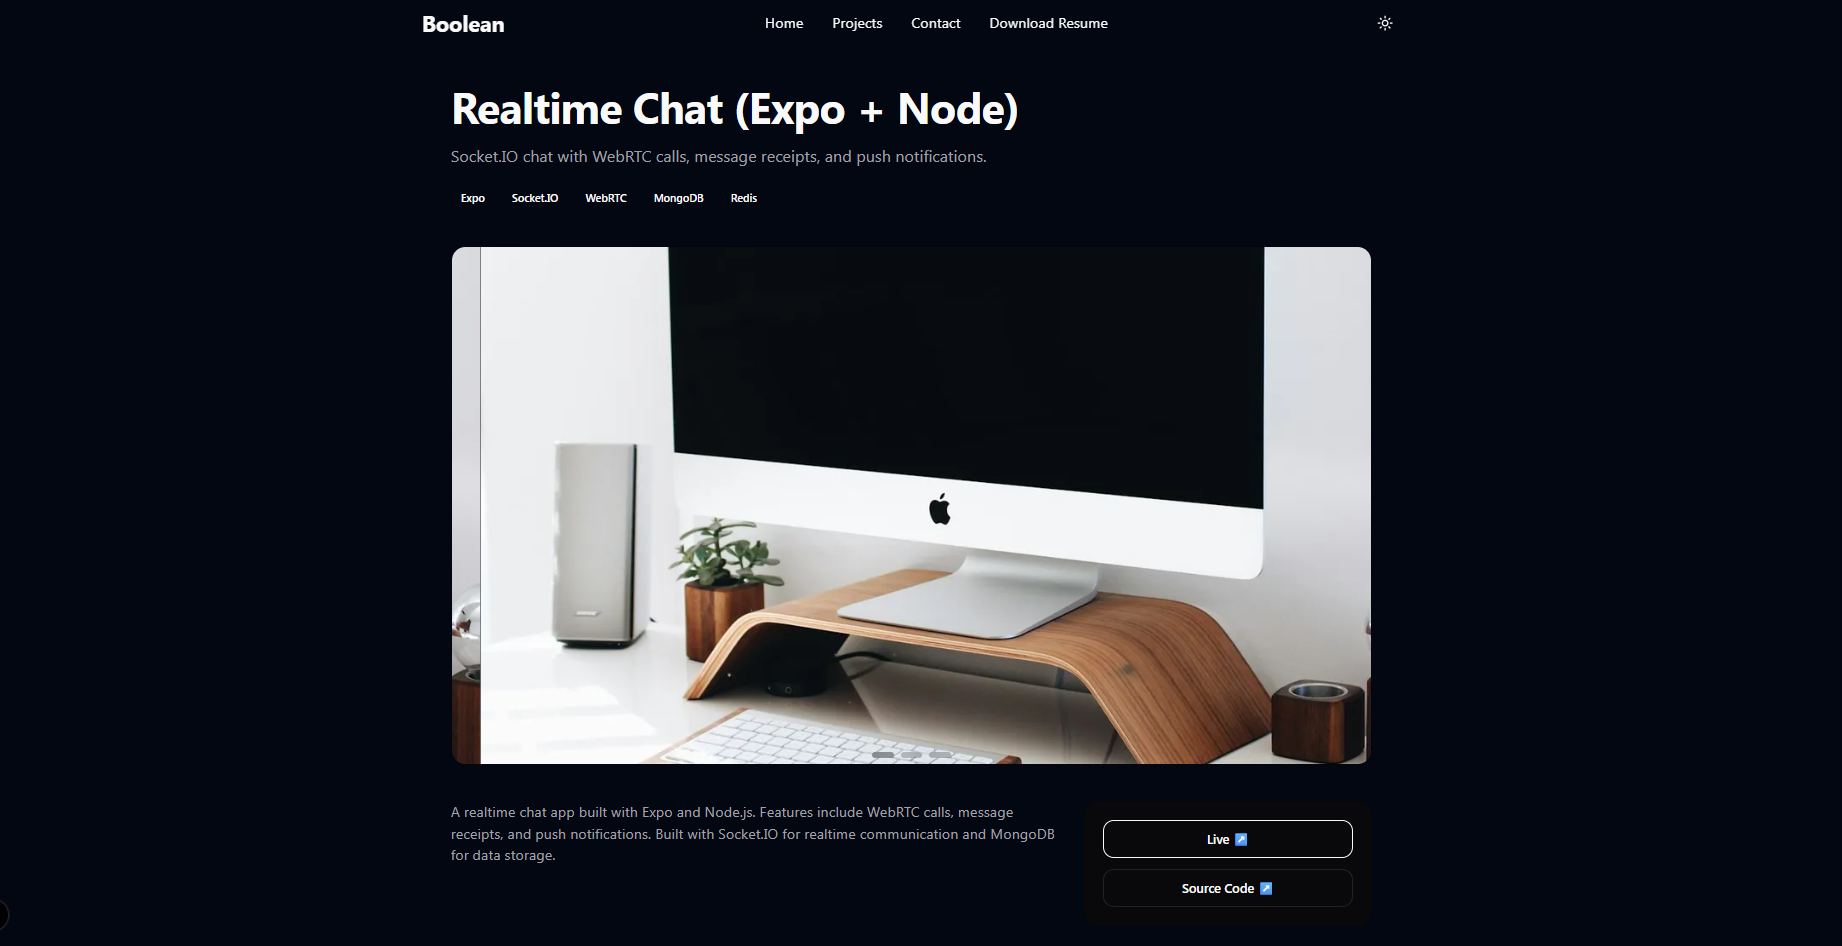 Boolean
Home Projects Contact Download Resume
Realtime Chat (Expo + Node)
Socket.IO chat with WebRTC calls, message receipts, and push notifications.
Expo Socket.IO WebRTC MongoDB Redis
A realtime chat app built with Expo and Node.js. Features include WebRTC calls, message
receipts, and push notifications. Built with Socket.IO for realtime communication and MongoDB
for data storage.
Live ↗
Source Code ↗